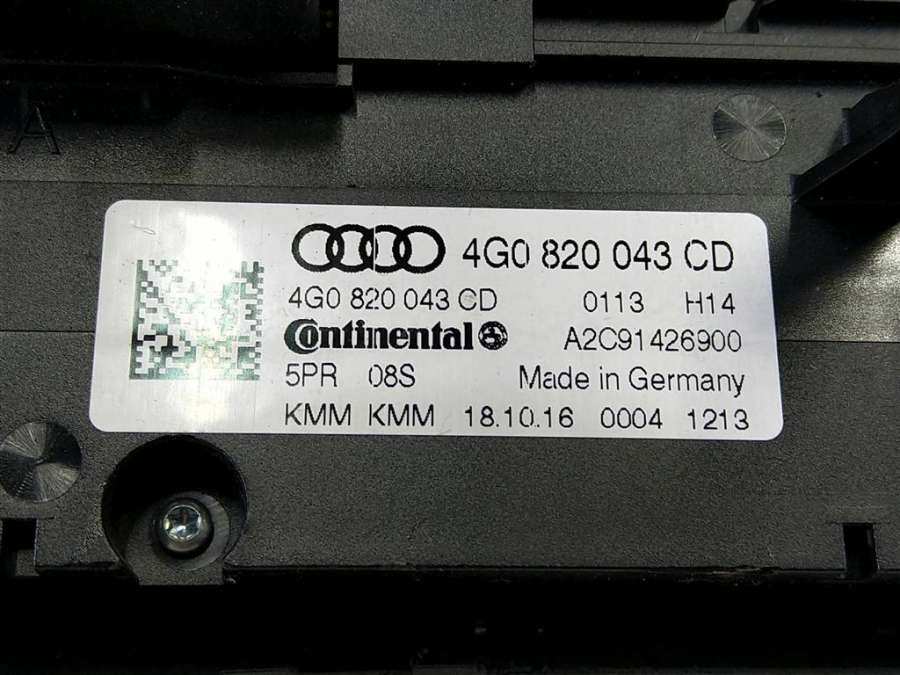 A
4G0 820 043 CD
4G0 820 043 CD 0113 H14
Continental
A2C91426900
5PR 08S Made in Germany
KMM KMM 18.10.16 0004 1213